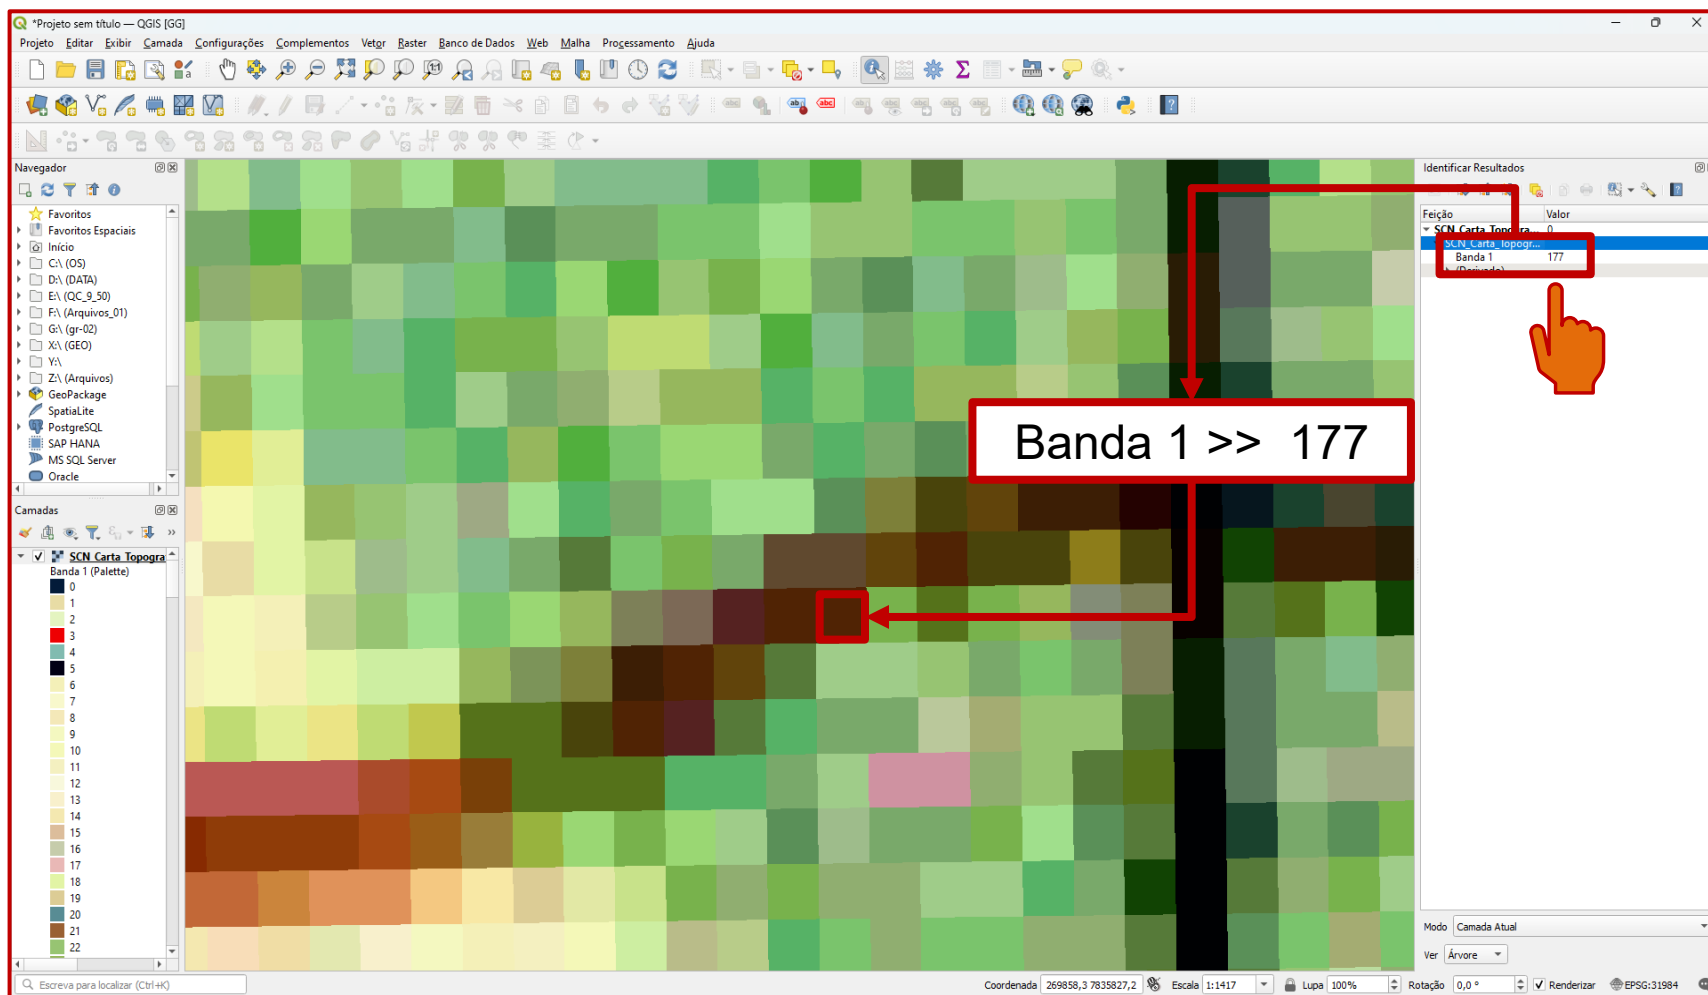 *Projeto sem título — QGIS [GG]
Projeto Editar Exibir Camada Configurações Complementos Vetor Raster Banco de Dados Web Malha Processamento Ajuda
Navegador
Favoritos
Favoritos Espaciais
Início
C:\ (OS)
D:\ (DATA)
E:\ (QC_9_50)
F:\ (Arquivos_01)
G:\ (gr-02)
X:\ (GEO)
Y:\
Z:\ (Arquivos)
GeoPackage
SpatiaLite
PostgreSQL
SAP HANA
MS SQL Server
Oracle
Camadas
SCN_Carta_Topogra
Banda 1 (Palette)
0
1
2
3
4
5
6
7
8
9
10
11
12
13
14
15
16
17
18
19
20
21
22
Banda 1 >> 177
Identificar Resultados
Feição Valor
SCN_Carta_Topogra... 0
SCN_Carta_Topogr...
Banda 1 177
(Derivado)
Modo Camada Atual
Ver Árvore
Escreva para localizar (Ctrl+K)
Coordenada 269858,3 7835827,2 Escala 1:1417 Lupa 100% Rotação 0,0 ° Renderizar EPSG:31984